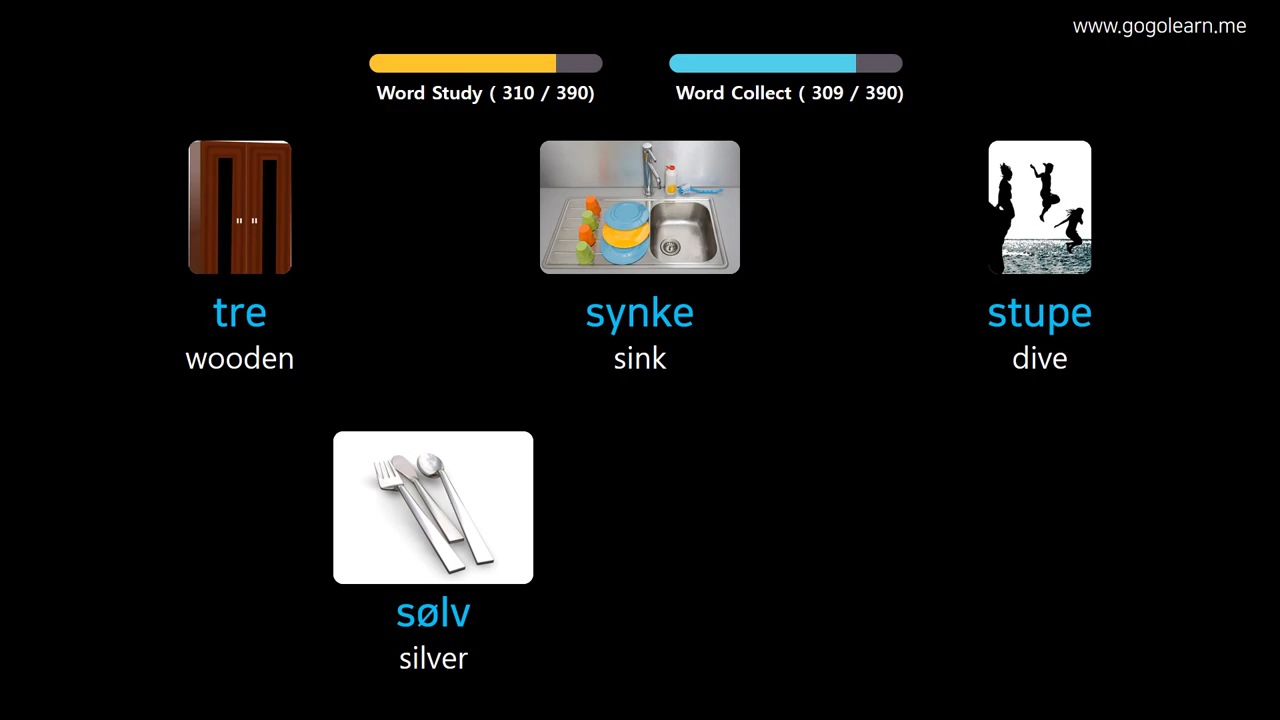 www.gogolearn.me
Word Study ( 310 / 390)
Word Collect ( 309 / 390)
tre
wooden
synke
sink
stupe
dive
sølv
silver